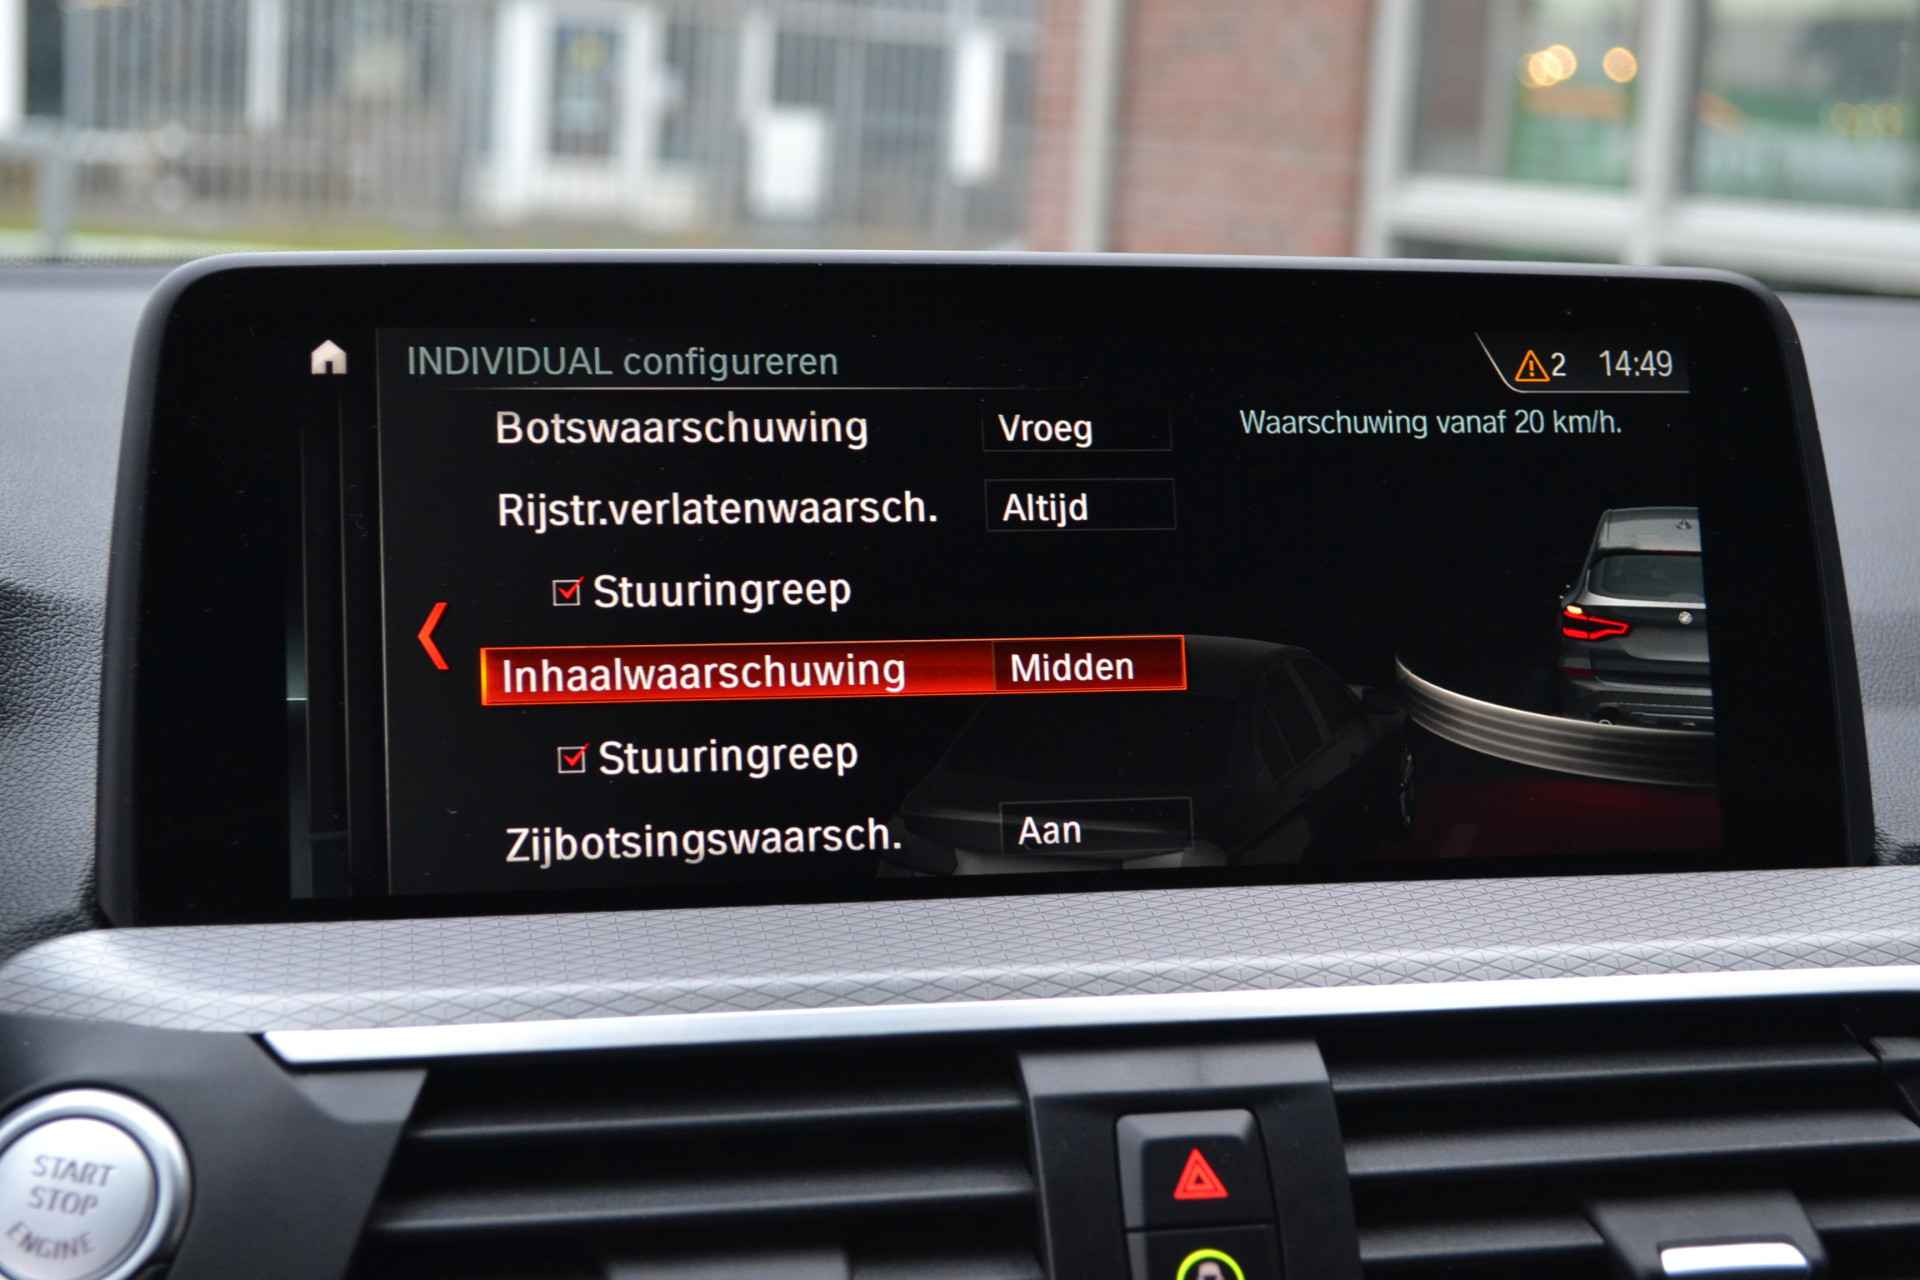 INDIVIDUAL configureren
2 14:49
Botswaarschuwing Vroeg
Waarschuwing vanaf 20 km/h.
Rijstr.verlatenwaarsch. Altijd
Stuuringreep
Inhaalwaarschuwing Midden
Stuuringreep
Zijbotsingswaarsch. Aan
START
STOP
ENGINE